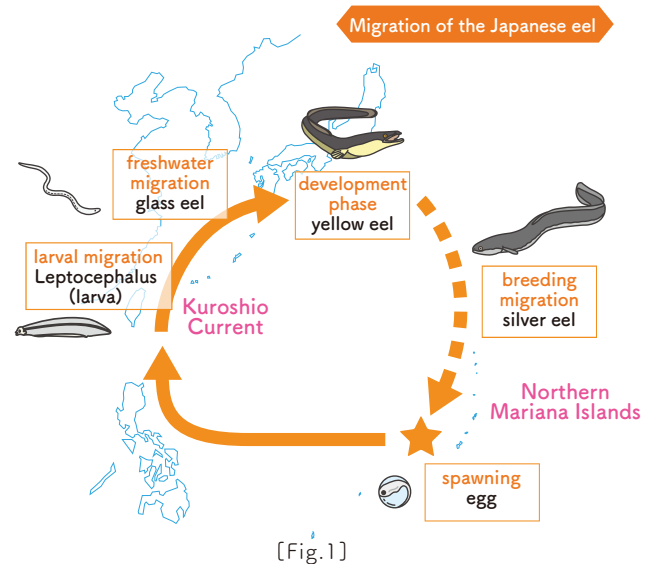 Migration of the Japanese eel
freshwater
migration
glass eel
development
phase
yellow eel
larval migration
Leptocephalus
(larva)
breeding
migration
silver eel
Kuroshio
Current
Northern
Mariana Islands
spawning
egg
[Fig.1]